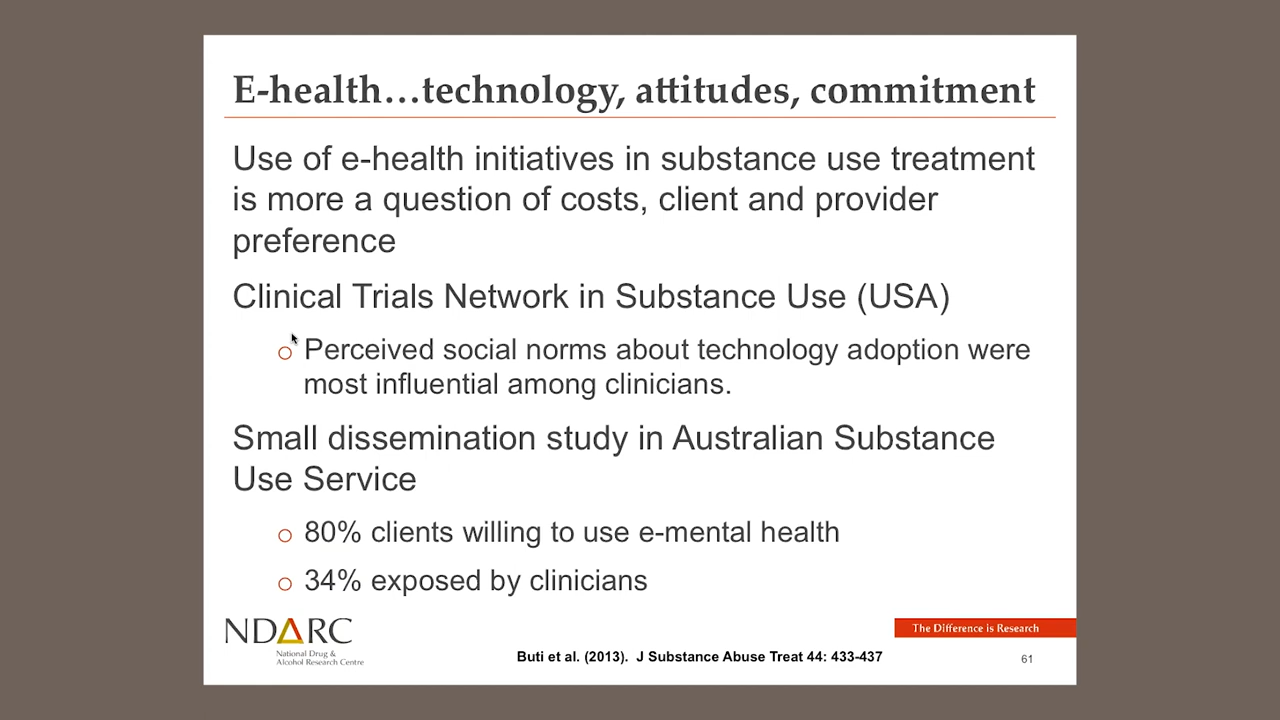 E-health...technology, attitudes, commitment
Use of e-health initiatives in substance use treatment
is more a question of costs, client and provider
preference
Clinical Trials Network in Substance Use (USA)
Perceived social norms about technology adoption were
most influential among clinicians.
Small dissemination study in Australian Substance
Use Service
80% clients willing to use e-mental health
34% exposed by clinicians
NDARC
National Drug &
Alcohol Research Centre
The Difference is Research
Buti et al. (2013). J Substance Abuse Treat 44: 433-437
61